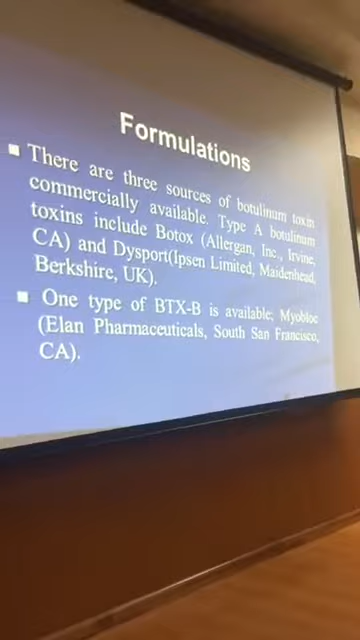 Formulations
There are three sources of botulinum toxin
commercially available. Type A botulinum
toxins include Botox (Allergan, Inc., Irvine,
CA) and Dysport(Ipsen Limited, Maidenhead,
Berkshire, UK).
One type of BTX-B is available; Myobloc
(Elan Pharmaceuticals, South San Francisco,
CA).